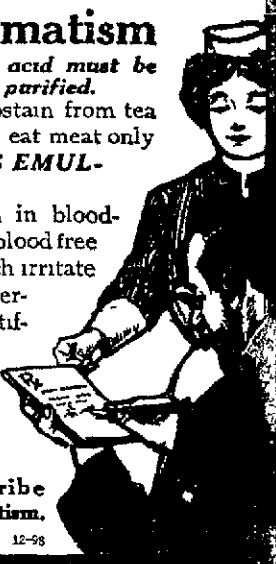 matism
acid must be
purified.
stain from tea
eat meat only
S EMUL-
in blood-
blood free
ch irritate
er-
tif-
ribe
tism.
12-98